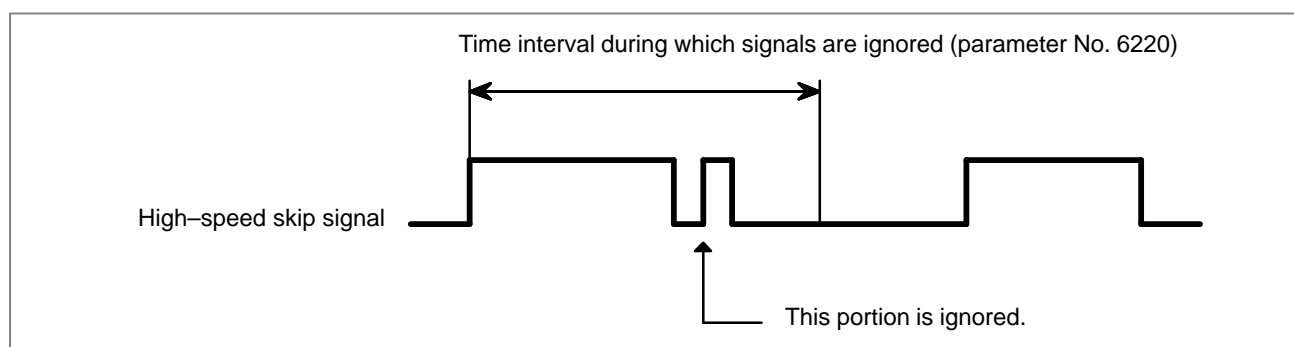 Time interval during which signals are ignored (parameter No. 6220)
High–speed skip signal
This portion is ignored.